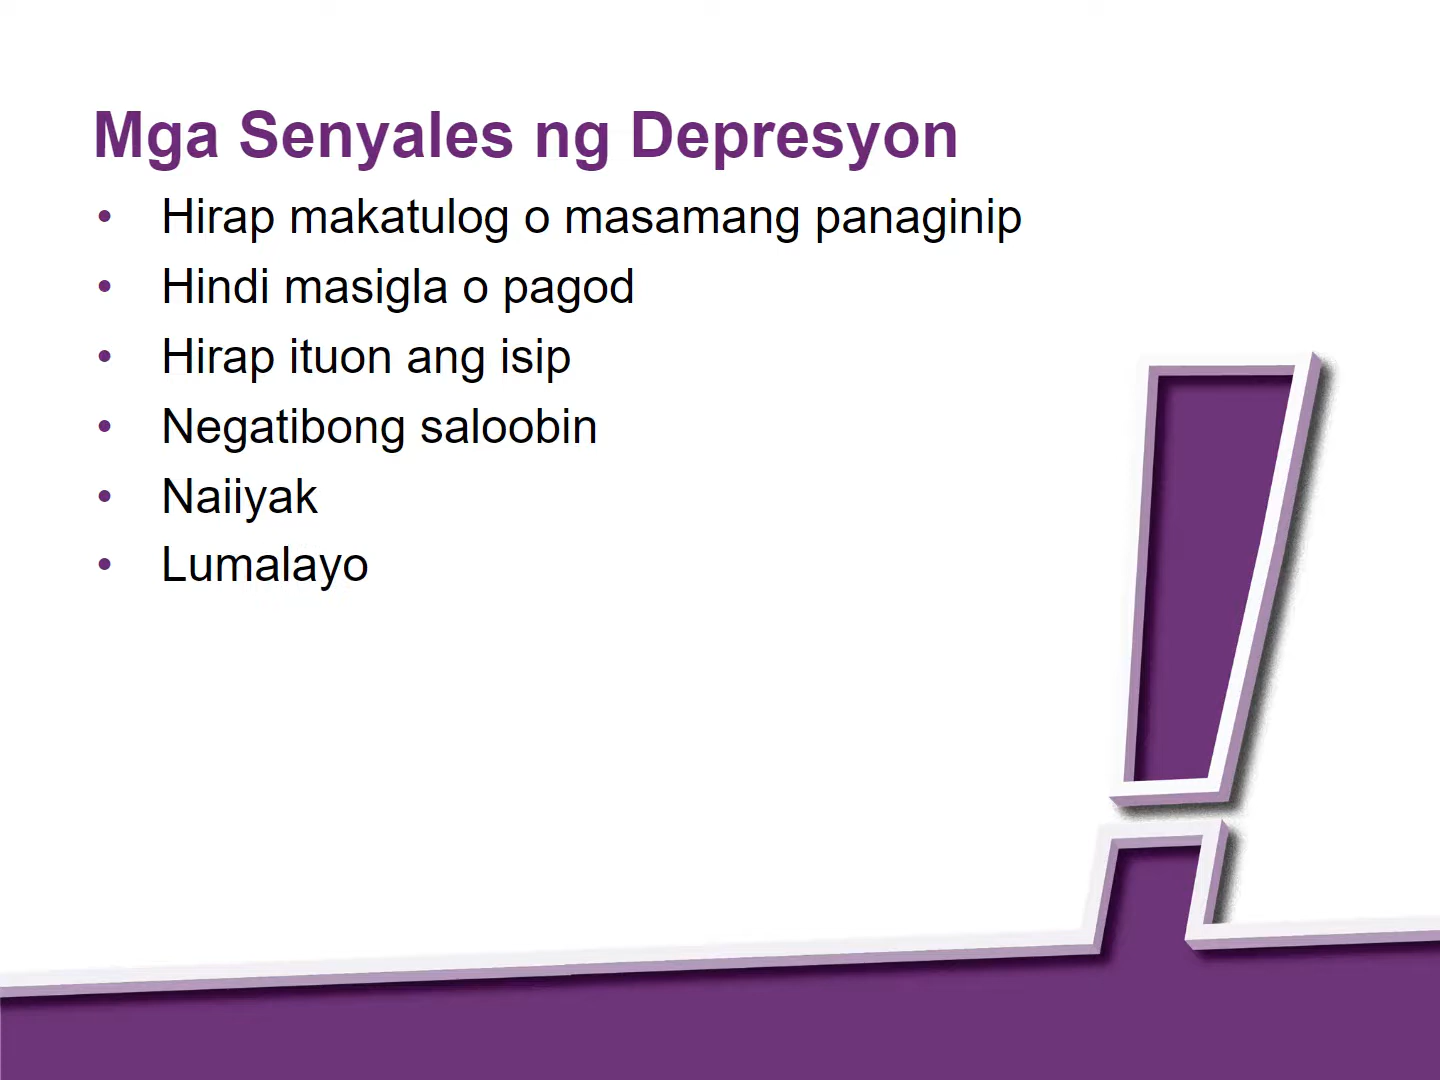 Mga Senyales ng Depresyon
• Hirap makatulog o masamang panaginip
• Hindi masigla o pagod
• Hirap ituon ang isip
• Negatibong saloobin
• Naiiyak
• Lumalayo